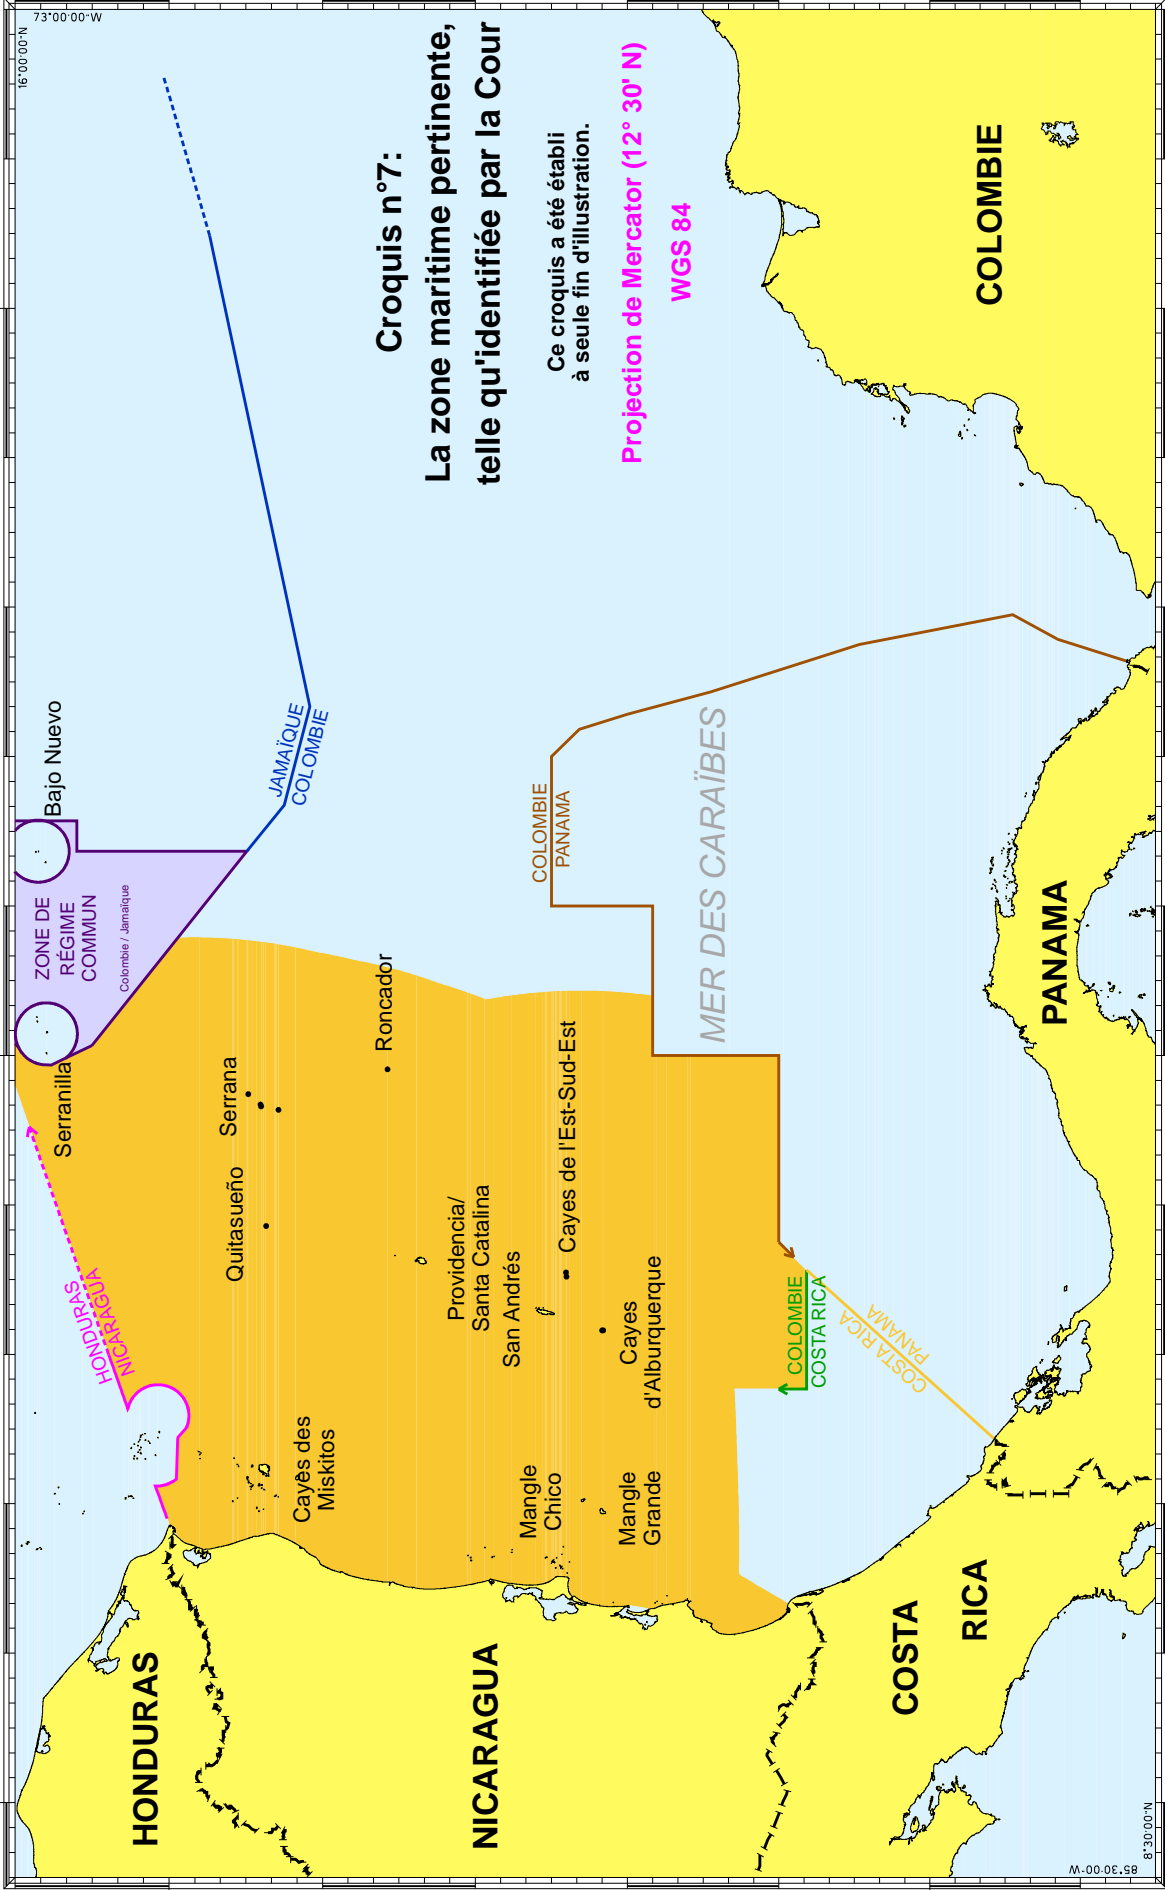 Croquis n°7:
La zone maritime pertinente,
telle qu'identifiée par la Cour
Ce croquis a été établi
à seule fin d'illustration.
Projection de Mercator (12° 30' N)
WGS 84
16°00'00"N
73°00'00"W
HONDURAS
HONDURAS
NICARAGUA
Serranilla
ZONE DE
RÉGIME
COMMUN
Colombie / Jamaïque
Bajo Nuevo
JAMAÏQUE
COLOMBIE
Quitasueño
Serrana
Roncador
Cayes des
Miskitos
Providencia/
Santa Catalina
San Andrés
Cayes de l'Est-Sud-Est
Mangle
Chico
Mangle
Grande
Cayes
d'Alburquerque
NICARAGUA
COLOMBIE
PANAMA
MER DES CARAÏBES
COLOMBIE
COSTA RICA
COSTA RICA
PANAMA
COSTA
RICA
PANAMA
COLOMBIE
8°30'00"N
85°30'00"W